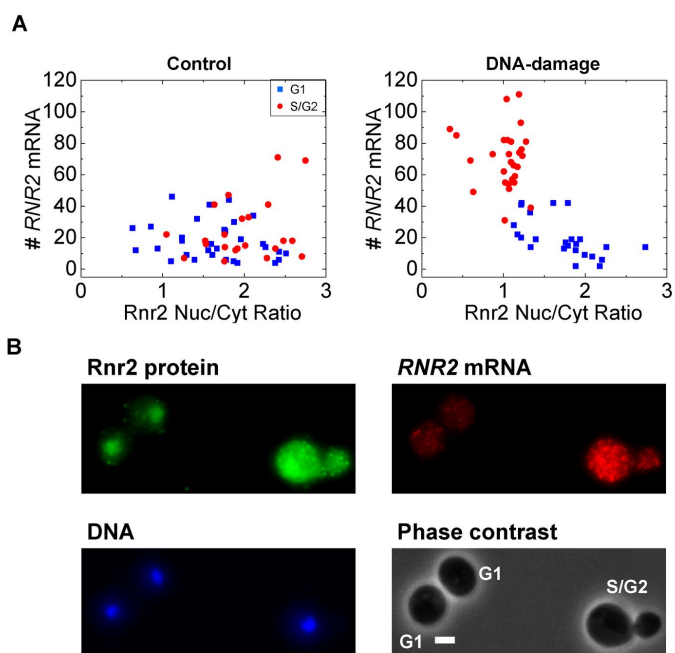 A
Control
DNA-damage
120
100
80
60
40
20
0
# RNR2 mRNA
G1
S/G2
0 1 2 3
Rnr2 Nuc/Cyt Ratio
120
100
80
60
40
20
0
# RNR2 mRNA
0 1 2 3
Rnr2 Nuc/Cyt Ratio
B
Rnr2 protein
RNR2 mRNA
DNA
Phase contrast
G1
S/G2
G1